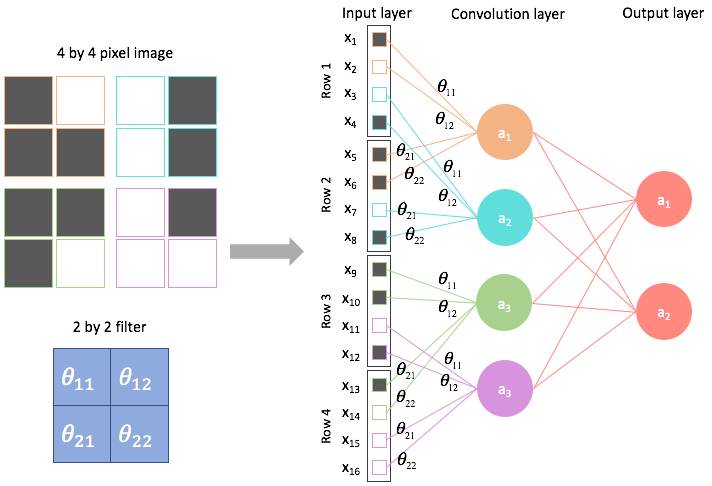 Input layer
Convolution layer
Output layer
4 by 4 pixel image
Row 1
x₁
x₂
x₃
x₄
Row 2
x₅
x₆
x₇
x₈
Row 3
x₉
x₁₀
x₁₁
x₁₂
Row 4
x₁₃
x₁₄
x₁₅
x₁₆
θ₁₁
θ₁₂
θ₂₁
θ₂₂
θ₁₁
θ₁₂
θ₂₁
θ₂₂
θ₁₁
θ₁₂
θ₂₁
θ₂₂
θ₁₁
θ₁₂
θ₂₁
θ₂₂
a₁
a₂
a₃
a₃
a₁
a₂
2 by 2 filter
θ₁₁ θ₁₂
θ₂₁ θ₂₂